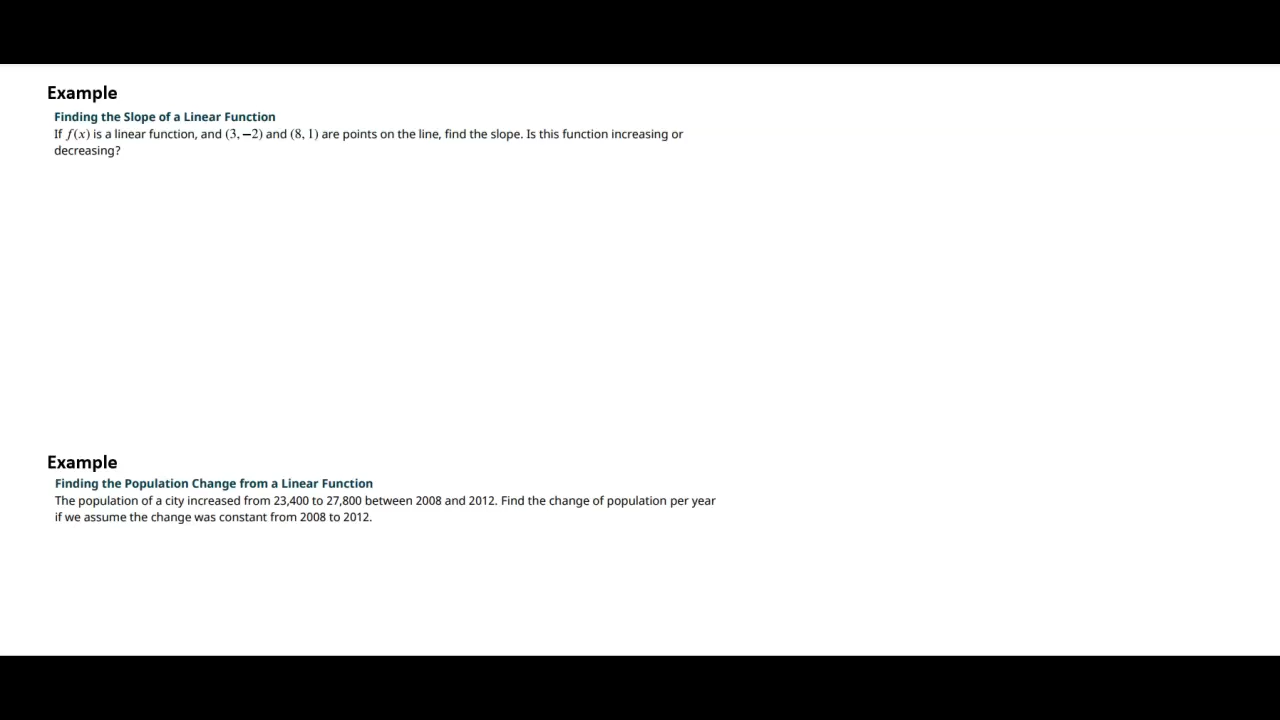 Example
Finding the Slope of a Linear Function
If f(x) is a linear function, and (3, −2) and (8, 1) are points on the line, find the slope. Is this function increasing or
decreasing?
Example
Finding the Population Change from a Linear Function
The population of a city increased from 23,400 to 27,800 between 2008 and 2012. Find the change of population per year
if we assume the change was constant from 2008 to 2012.